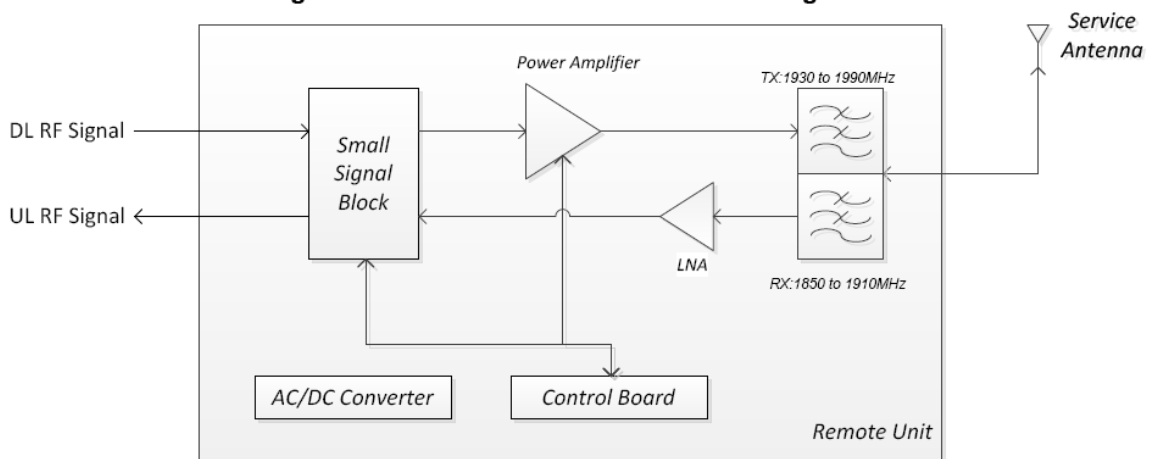 Service
Antenna
Power Amplifier
TX:1930 to 1990MHz
DL RF Signal
Small
Signal
Block
UL RF Signal
LNA
RX:1850 to 1910MHz
AC/DC Converter
Control Board
Remote Unit